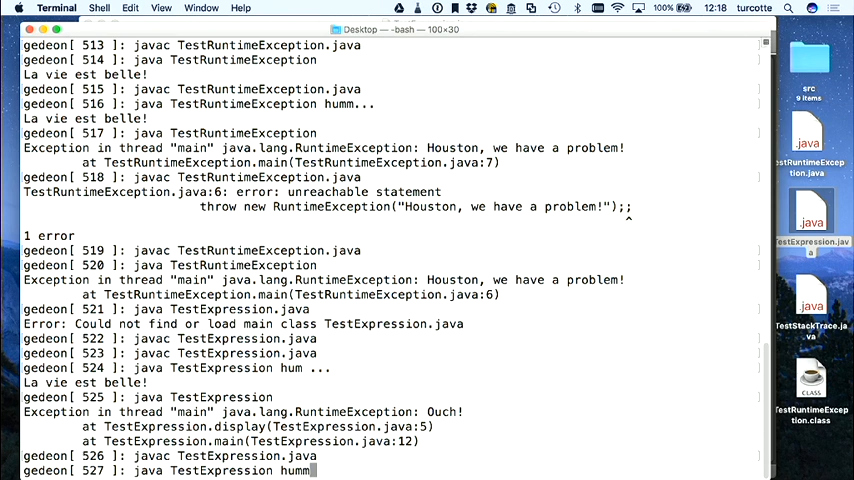 Terminal Shell Edit View Window Help
100% 12:18 turcotte
Desktop — -bash — 100×30
gedeon[ 513 ]: javac TestRuntimeException.java
gedeon[ 514 ]: java TestRuntimeException
La vie est belle!
gedeon[ 515 ]: javac TestRuntimeException.java
gedeon[ 516 ]: java TestRuntimeException humm...
La vie est belle!
gedeon[ 517 ]: java TestRuntimeException
Exception in thread "main" java.lang.RuntimeException: Houston, we have a problem!
at TestRuntimeException.main(TestRuntimeException.java:7)
gedeon[ 518 ]: javac TestRuntimeException.java
TestRuntimeException.java:6: error: unreachable statement
throw new RuntimeException("Houston, we have a problem!");;
^
1 error
gedeon[ 519 ]: javac TestRuntimeException.java
gedeon[ 520 ]: java TestRuntimeException
Exception in thread "main" java.lang.RuntimeException: Houston, we have a problem!
at TestRuntimeException.main(TestRuntimeException.java:6)
gedeon[ 521 ]: java TestExpression.java
Error: Could not find or load main class TestExpression.java
gedeon[ 522 ]: javac TestExpression.java
gedeon[ 523 ]: javac TestExpression.java
gedeon[ 524 ]: java TestExpression hum ...
La vie est belle!
gedeon[ 525 ]: java TestExpression
Exception in thread "main" java.lang.RuntimeException: Ouch!
at TestExpression.display(TestExpression.java:5)
at TestExpression.main(TestExpression.java:12)
gedeon[ 526 ]: javac TestExpression.java
gedeon[ 527 ]: java TestExpression humm
src
9 items
.java
estRuntimeExcep
tion.java
.java
TestExpression.jav
a
.java
TestStackTrace.ja
va
CLASS
TestRuntimeExcep
tion.class